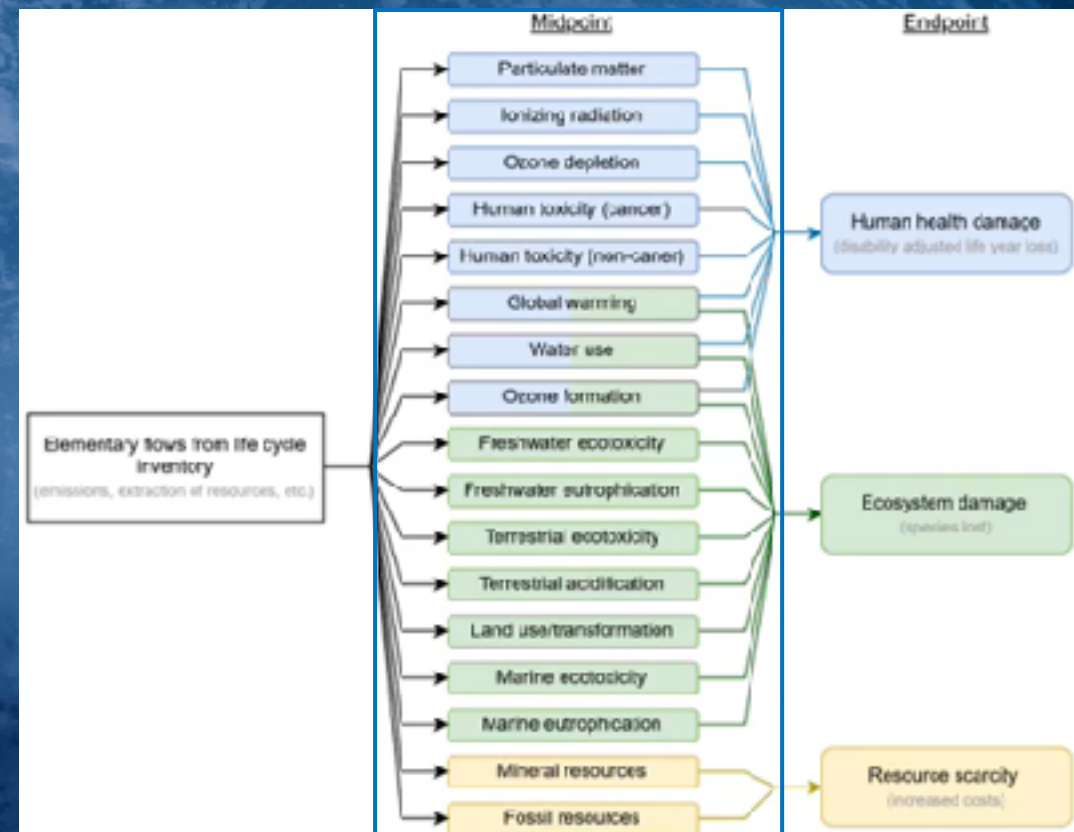 Midpoint
Endpoint
Particulate matter
Ionizing radiation
Ozone depletion
Human toxicity (cancer)
Human toxicity (non-caner)
Global warming
Water use
Ozone formation
Freshwater ecotoxicity
Freshwater eutrophication
Terrestrial ecotoxicity
Terrestrial acidification
Land use/transformation
Marine ecotoxicity
Marine eutrophication
Mineral resources
Fossil resources
Elementary flows from life cycle
inventory
(emissions, extraction of resources, etc.)
Human health damage
(disability adjusted life year loss)
Ecosystem damage
(species lost)
Resource scarcity
(increased costs)